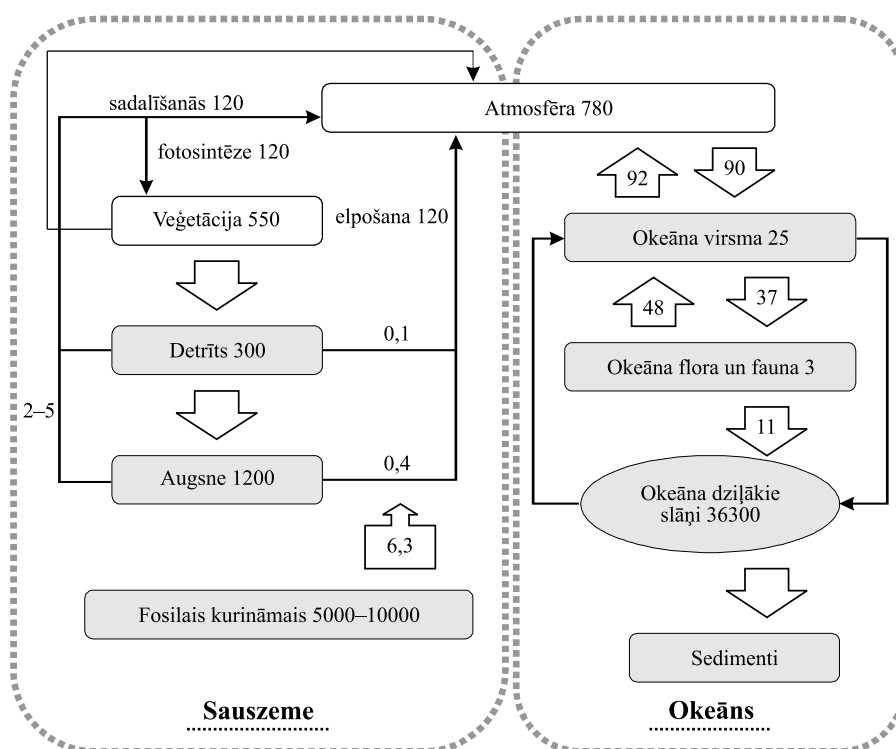 Atmosfēra 780
sadalīšanās 120
fotosintēze 120
Veģetācija 550
elpošana 120
Detrīts 300
0,1
2–5
Augsne 1200
0,4
6,3
Fosilais kurināmais 5000–10000
Sauszeme
92
90
Okeāna virsma 25
48
37
Okeāna flora un fauna 3
11
Okeāna dziļākie
slāņi 36300
Sedimenti
Okeāns